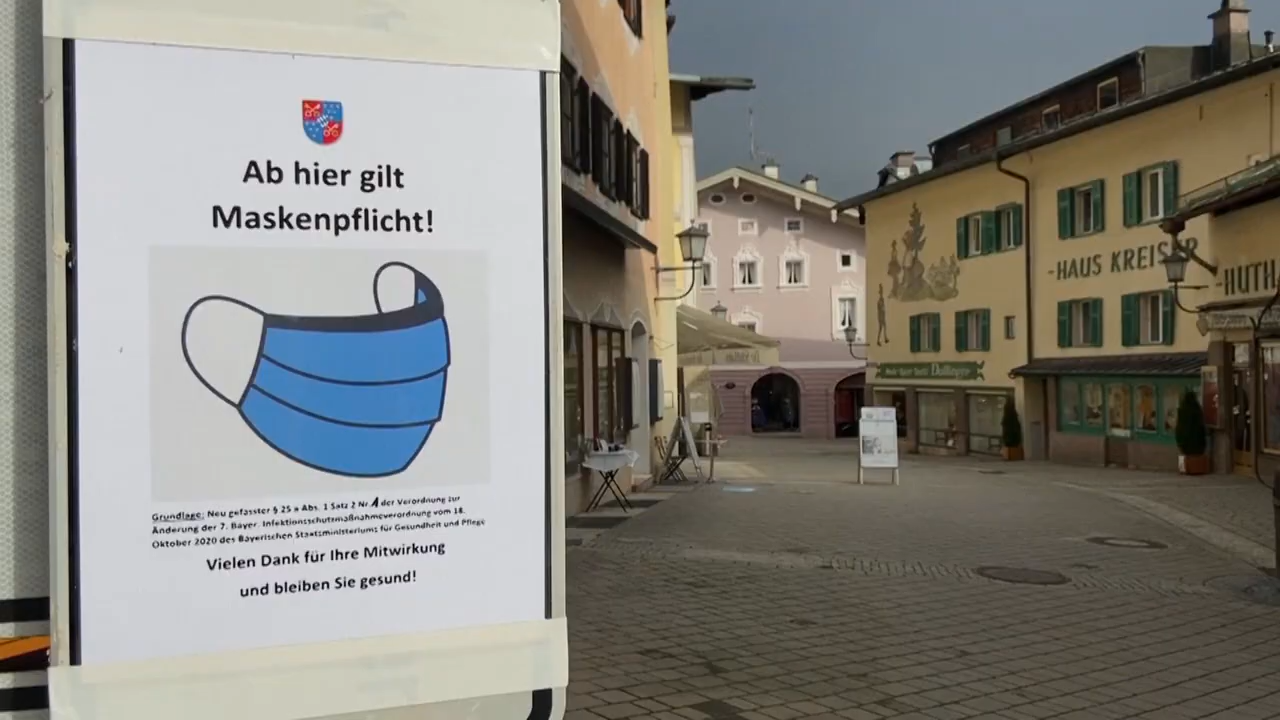 Ab hier gilt
Maskenpflicht!
Grundlage: Neu gefasster § 25 a Abs. 1 Satz 2 Nr. 1 der Verordnung zur
Änderung der 7. Bayer. Infektionsschutzmaßnahmeverordnung vom 18.
Oktober 2020 des Bayerischen Staatsministeriums für Gesundheit und Pflege
Vielen Dank für Ihre Mitwirkung
und bleiben Sie gesund!
-HAUS KREISER
-HUTH
Dollinger